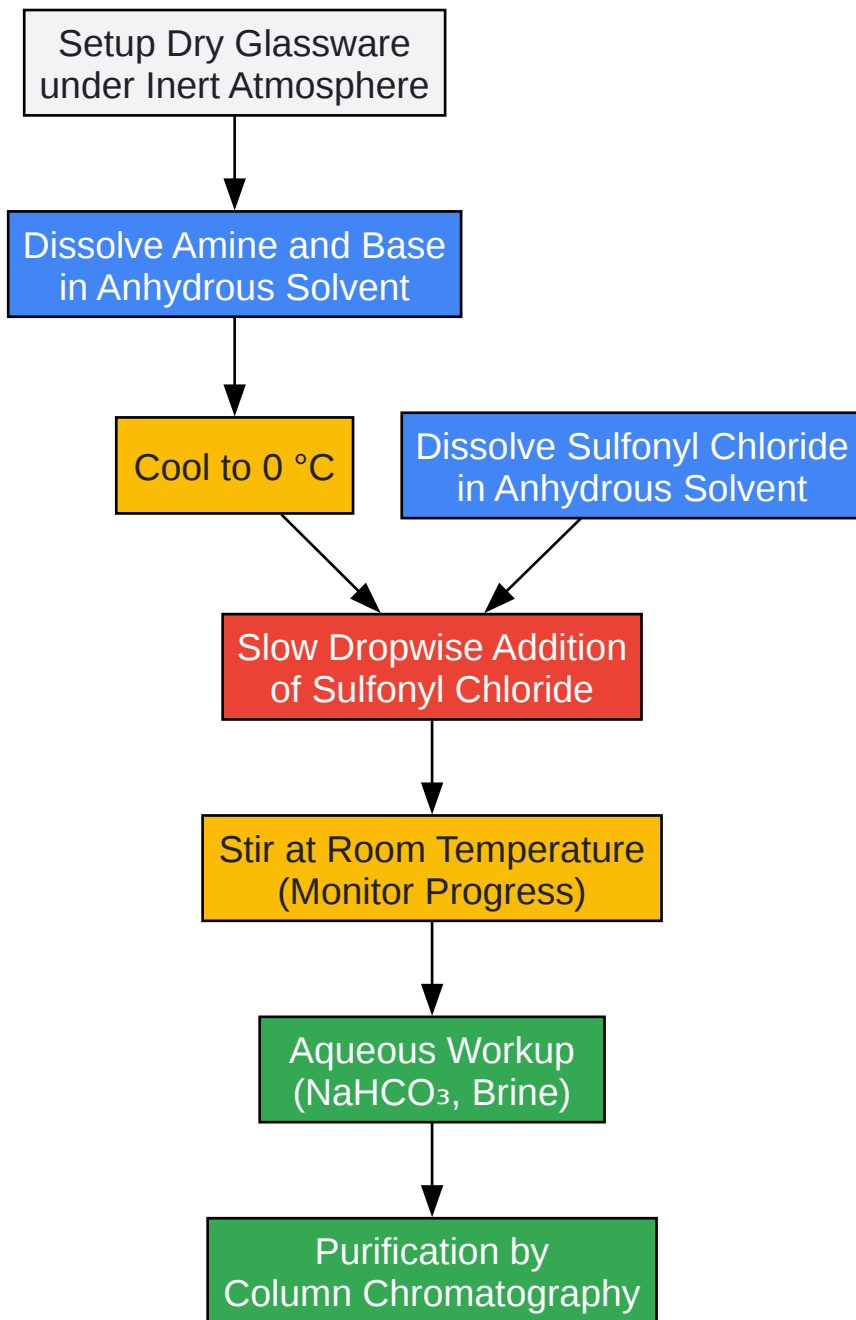 Setup Dry Glassware
under Inert Atmosphere
Dissolve Amine and Base
in Anhydrous Solvent
Cool to 0 °C
Dissolve Sulfonyl Chloride
in Anhydrous Solvent
Slow Dropwise Addition
of Sulfonyl Chloride
Stir at Room Temperature
(Monitor Progress)
Aqueous Workup
(NaHCO₃, Brine)
Purification by
Column Chromatography